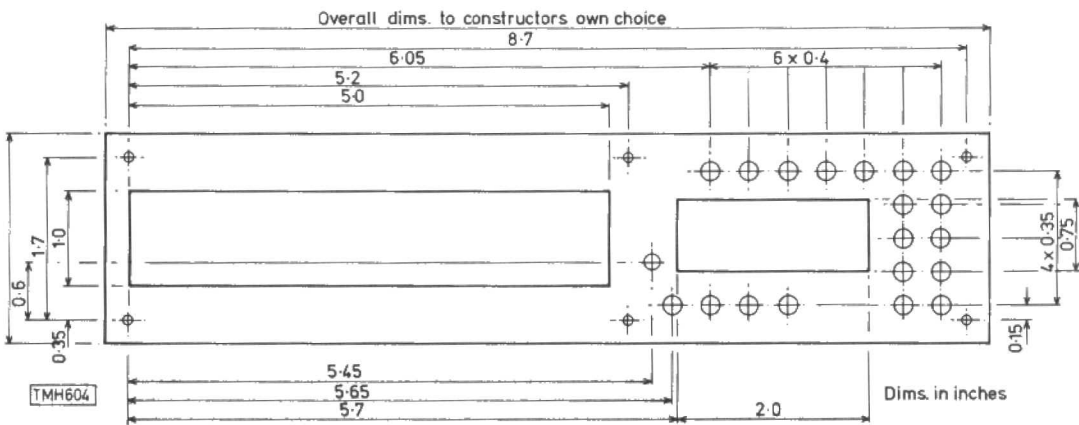 Overall dims. to constructors own choice
8·7
6·05
6 x 0·4
5·2
5·0
1·7
1·0
0·6
0·35
4 x 0·35
0·75
0·15
5·45
5·65
5·7
2·0
TMH604
Dims. in inches